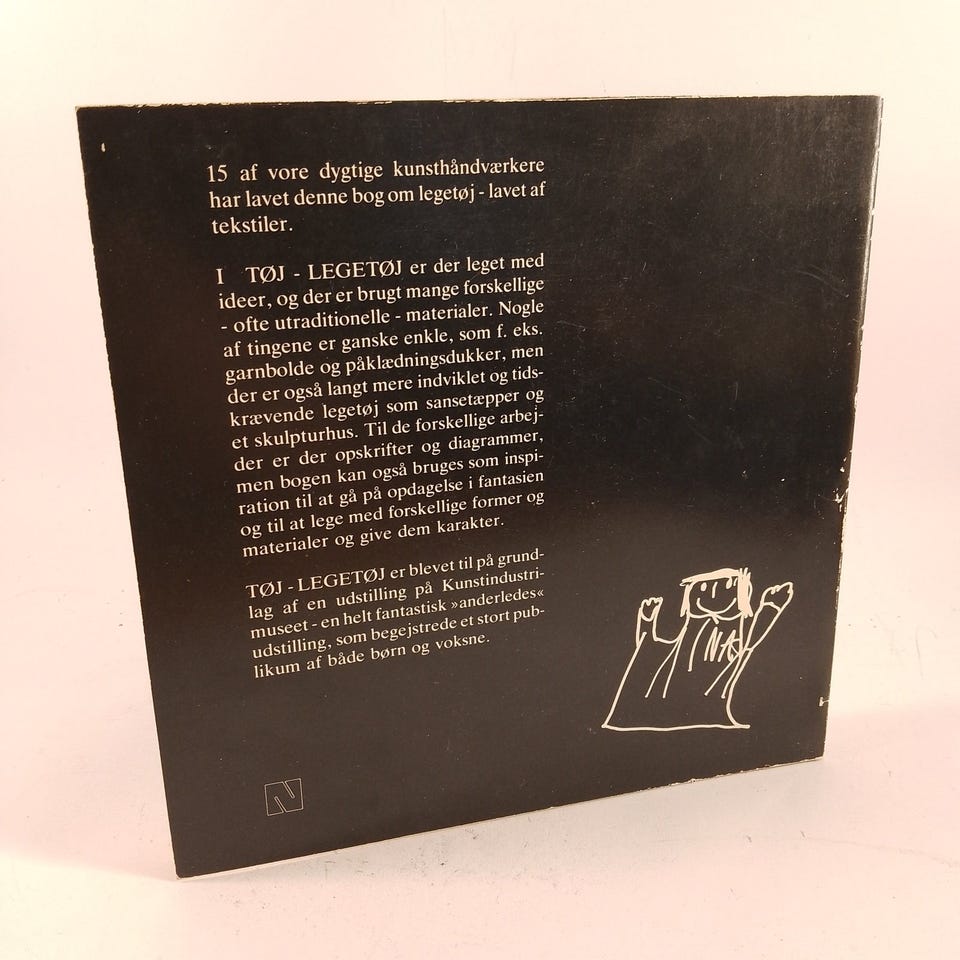 15 af vore dygtige kunsthåndværkere
har lavet denne bog om legetøj - lavet af
tekstiler.
I TØJ - LEGETØJ er der leget med
ideer, og der er brugt mange forskellige
- ofte utraditionelle - materialer. Nogle
af tingene er ganske enkle, som f. eks.
garnbolde og påklædningsdukker, men
der er også langt mere indviklet og tids-
krævende legetøj som sansetæpper og
et skulpturhus. Til de forskellige arbej-
der er der opskrifter og diagrammer,
men bogen kan også bruges som inspi-
ration til at gå på opdagelse i fantasien
og til at lege med forskellige former og
materialer og give dem karakter.
TØJ - LEGETØJ er blevet til på grund-
lag af en udstilling på Kunstindustri-
museet - en helt fantastisk »anderledes«
udstilling, som begejstrede et stort pub-
likum af både børn og voksne.
N